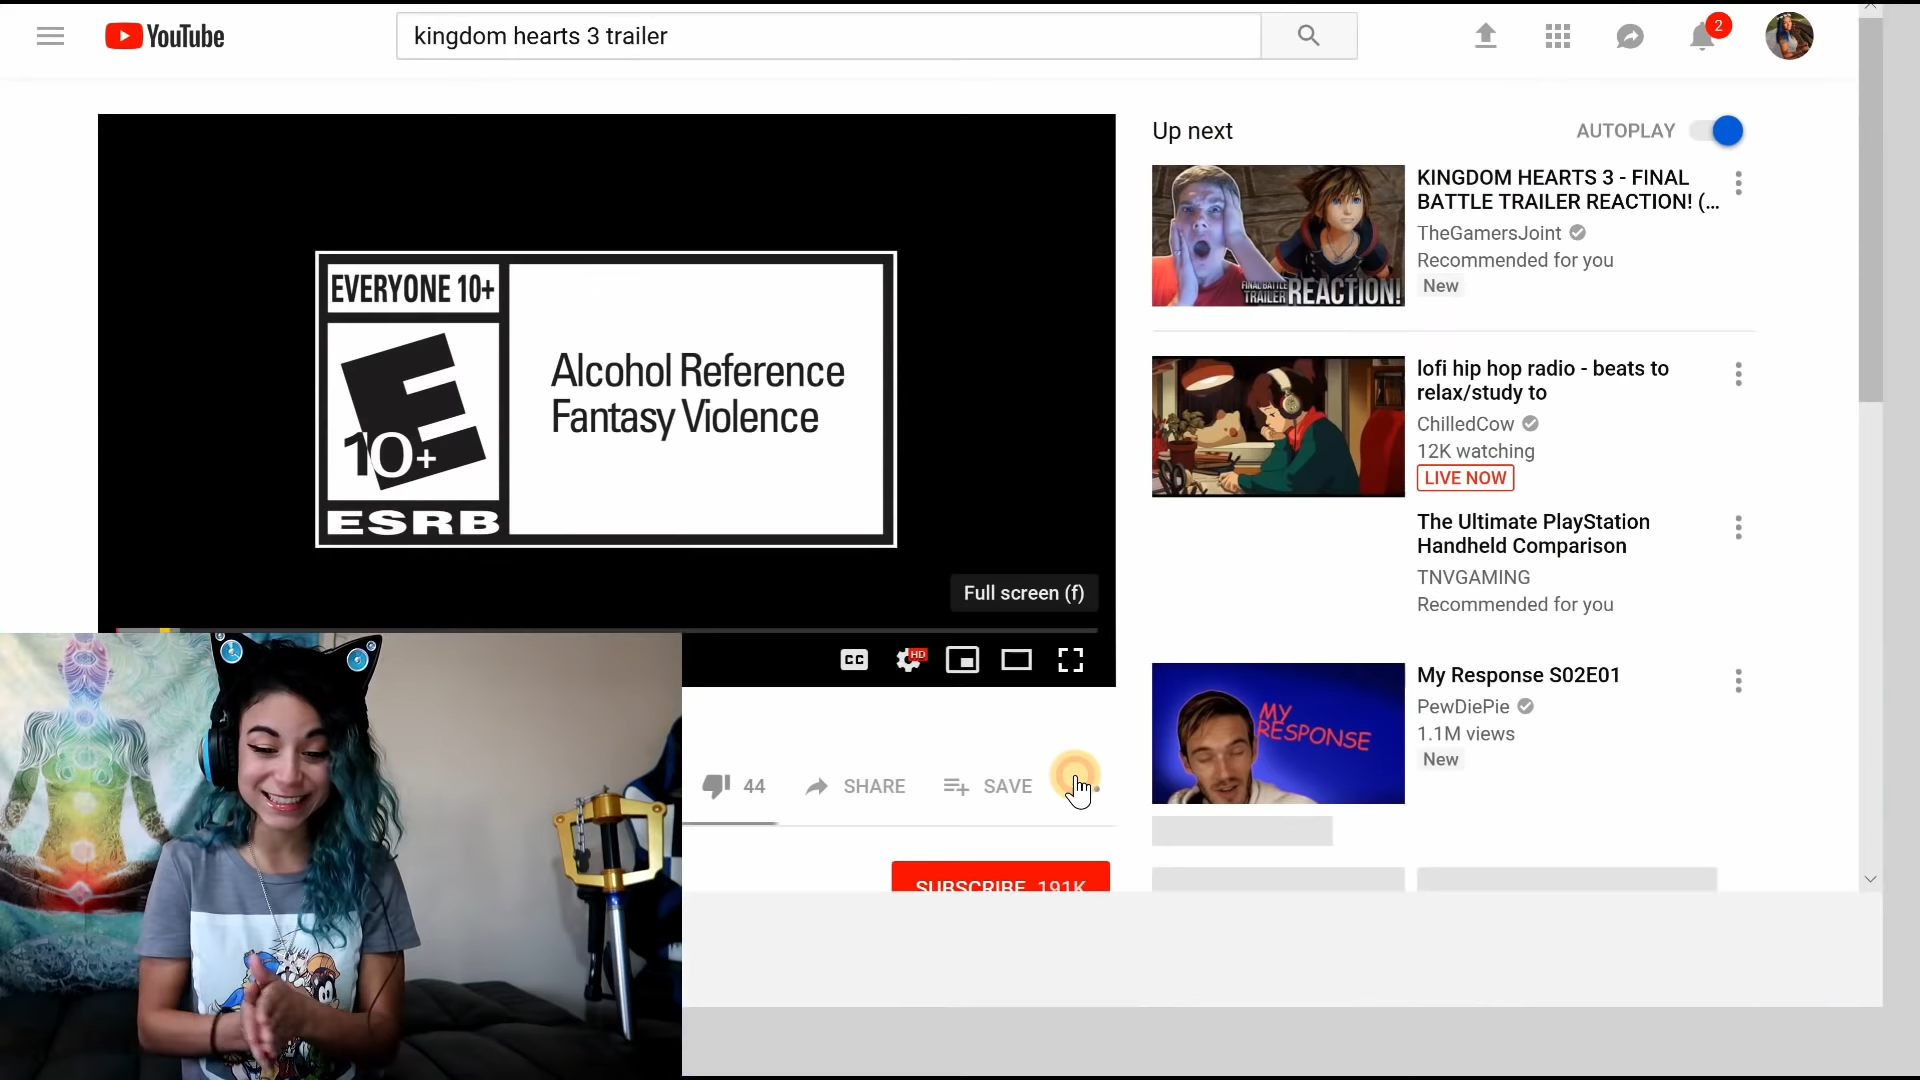 YouTube
kingdom hearts 3 trailer
2
EVERYONE 10+
E
10+
ESRB
Alcohol Reference
Fantasy Violence
Full screen (f)
CC
HD
44
SHARE
SAVE
SUBSCRIBE 191K
Up next
AUTOPLAY
FINAL BATTLE
TRAILER REACTION!
KINGDOM HEARTS 3 - FINAL
BATTLE TRAILER REACTION! (...
TheGamersJoint
Recommended for you
New
lofi hip hop radio - beats to
relax/study to
ChilledCow
12K watching
LIVE NOW
The Ultimate PlayStation
Handheld Comparison
TNVGAMING
Recommended for you
MY
RESPONSE
My Response S02E01
PewDiePie
1.1M views
New